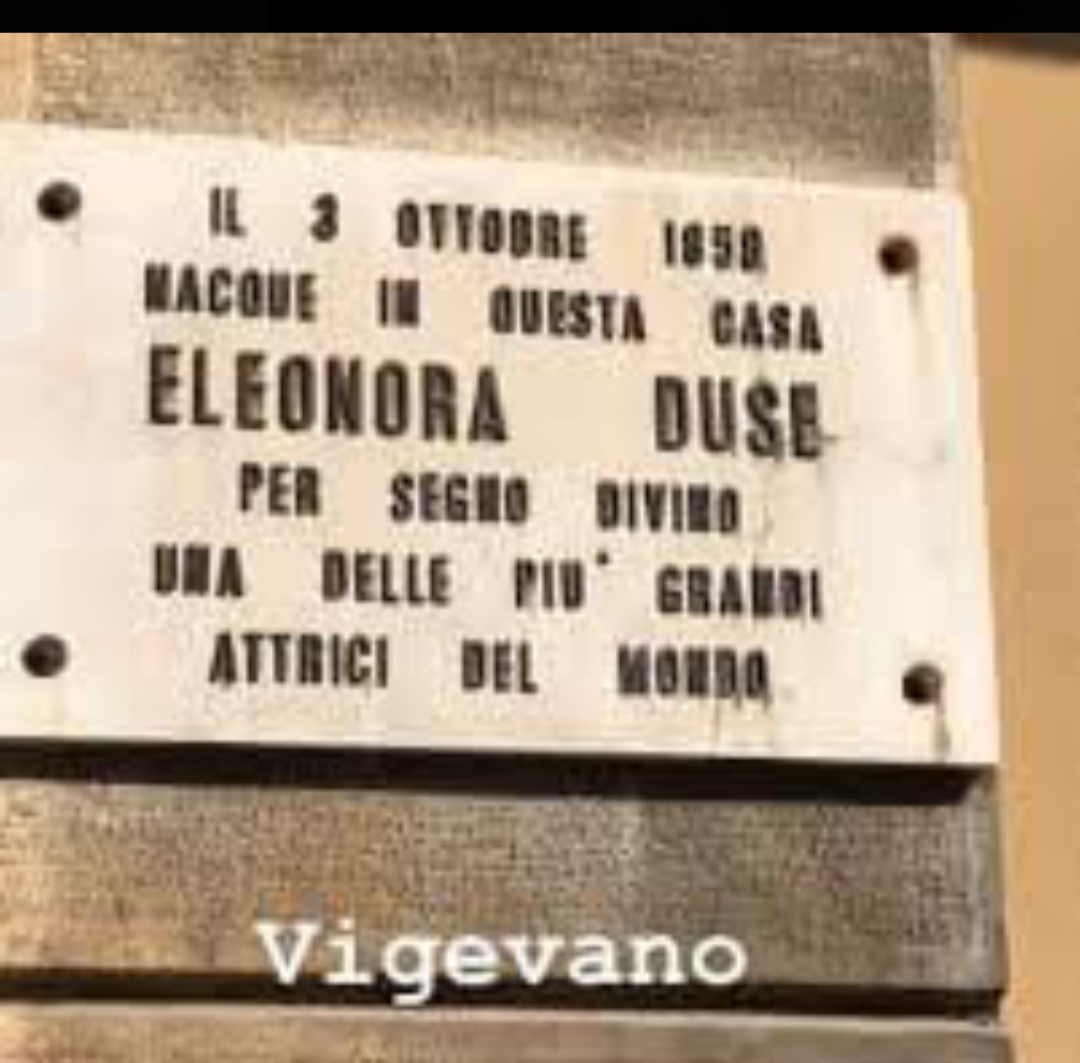 IL 3 OTTOBRE 1858
NACQUE IN QUESTA CASA
ELEONORA DUSE
PER SEGNO DIVINO
UNA DELLE PIU' GRANDI
ATTRICI DEL MONDO
Vigevano